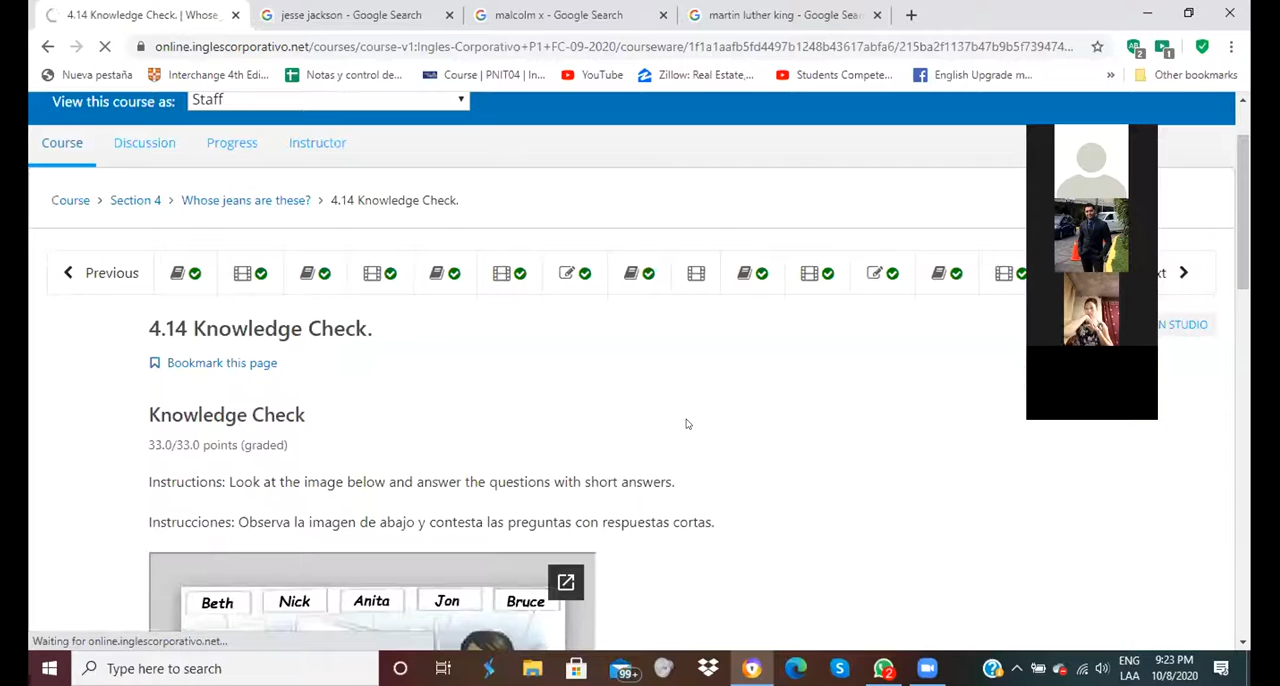 4.14 Knowledge Check. | Whose
jesse jackson - Google Search
malcolm x - Google Search
martin luther king - Google Sear
online.inglescorporativo.net/courses/course-v1:Ingles-Corporativo+P1+FC-09-2020/courseware/1f1a1aafb5fd4497b1248b43617abfa6/215ba2f1137b47b9b5f739474...
2
1
Nueva pestaña
Interchange 4th Edi...
Notas y control de...
Course | PNIT04 | In...
YouTube
Zillow: Real Estate,...
Students Compete...
English Upgrade m...
»
Other bookmarks
View this course as:
Staff
Course
Discussion
Progress
Instructor
Course > Section 4 > Whose jeans are these? > 4.14 Knowledge Check.
Previous
xt
4.14 Knowledge Check.
N STUDIO
Bookmark this page
Knowledge Check
33.0/33.0 points (graded)
Instructions: Look at the image below and answer the questions with short answers.
Instrucciones: Observa la imagen de abajo y contesta las preguntas con respuestas cortas.
Beth
Nick
Anita
Jon
Bruce
Waiting for online.inglescorporativo.net...
Type here to search
99+
2
ENG
LAA
9:23 PM
10/8/2020